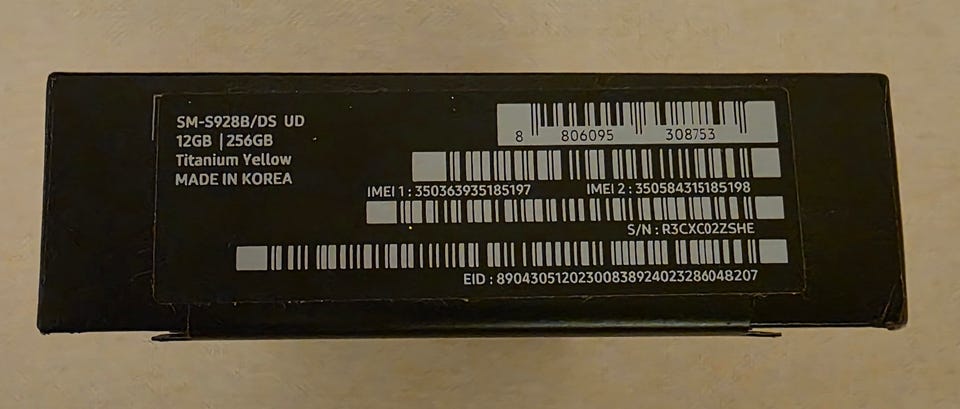 SM-S928B/DS UD
12GB | 256GB
Titanium Yellow
MADE IN KOREA
8 806095 308753
IMEI 1 : 350363935185197 IMEI 2 : 350584315185198
S/N : R3CXC02ZSHE
EID : 89043051202300838924023286048207